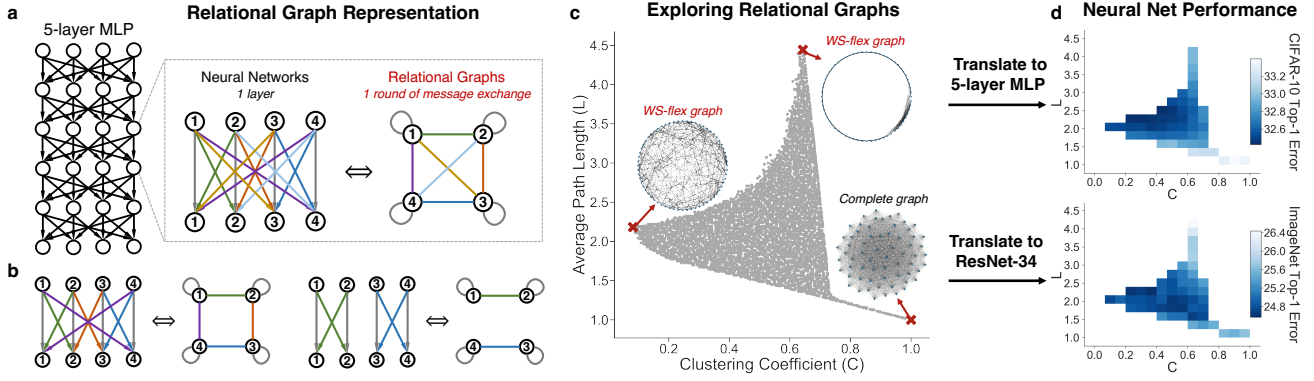 a
Relational Graph Representation
5-layer MLP
Neural Networks
1 layer
Relational Graphs
1 round of message exchange
1 2 3 4
1 2 3 4
1 2
4 3
b
1 2 3 4
1 2 3 4
1 2
4 3
1 2 3 4
1 2 3 4
1 2
4 3
c
Exploring Relational Graphs
Average Path Length (L)
4.5
4.0
3.5
3.0
2.5
2.0
1.5
1.0
0.2 0.4 0.6 0.8 1.0
Clustering Coefficient (C)
WS-flex graph
WS-flex graph
Complete graph
Translate to
5-layer MLP
Translate to
ResNet-34
d
Neural Net Performance
L
4.5
4.0
3.5
3.0
2.5
2.0
1.5
1.0
0.0 0.2 0.4 0.6 0.8 1.0
C
33.2
33.0
32.8
32.6
CIFAR-10 Top-1 Error
L
4.5
4.0
3.5
3.0
2.5
2.0
1.5
1.0
0.0 0.2 0.4 0.6 0.8 1.0
C
26.4
26.0
25.6
25.2
24.8
ImageNet Top-1 Error